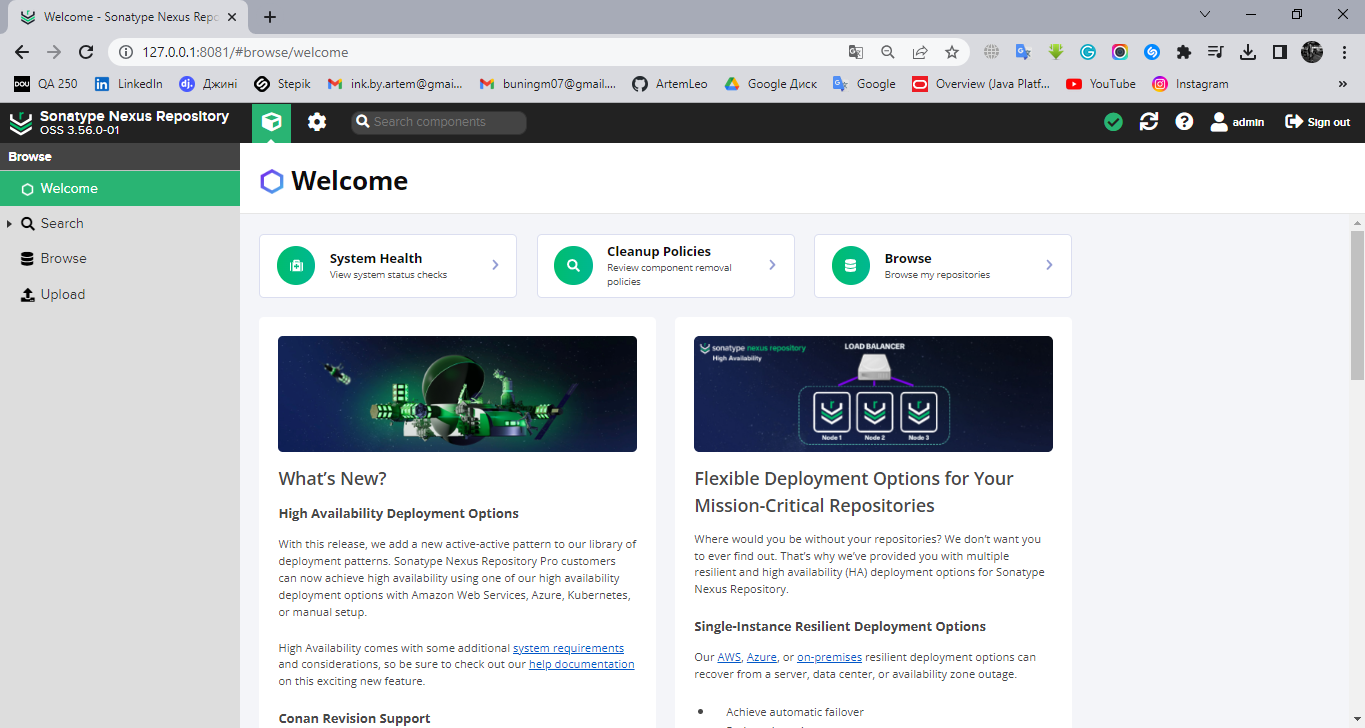 Welcome - Sonatype Nexus Repo
127.0.0.1:8081/#browse/welcome
DOU QA 250 LinkedIn Джині Stepik ink.by.artem@gmai... buningm07@gmail.... ArtemLeo Google Диск Google Overview (Java Platf... YouTube Instagram »
Sonatype Nexus Repository
OSS 3.56.0-01
Search components
admin
Sign out
Browse
Welcome
Search
Browse
Upload
Welcome
System Health
View system status checks
Cleanup Policies
Review component removal
policies
Browse
Browse my repositories
What's New?
High Availability Deployment Options
With this release, we add a new active-active pattern to our library of
deployment patterns. Sonatype Nexus Repository Pro customers
can now achieve high availability using one of our high availability
deployment options with Amazon Web Services, Azure, Kubernetes,
or manual setup.
High Availability comes with some additional system requirements
and considerations, so be sure to check out our help documentation
on this exciting new feature.
Conan Revision Support
sonatype nexus repository
High Availability
LOAD BALANCER
Node 1 Node 2 Node 3
Flexible Deployment Options for Your
Mission-Critical Repositories
Where would you be without your repositories? We don't want you
to ever find out. That's why we've provided you with multiple
resilient and high availability (HA) deployment options for Sonatype
Nexus Repository.
Single-Instance Resilient Deployment Options
Our AWS, Azure, or on-premises resilient deployment options can
recover from a server, data center, or availability zone outage.
• Achieve automatic failover